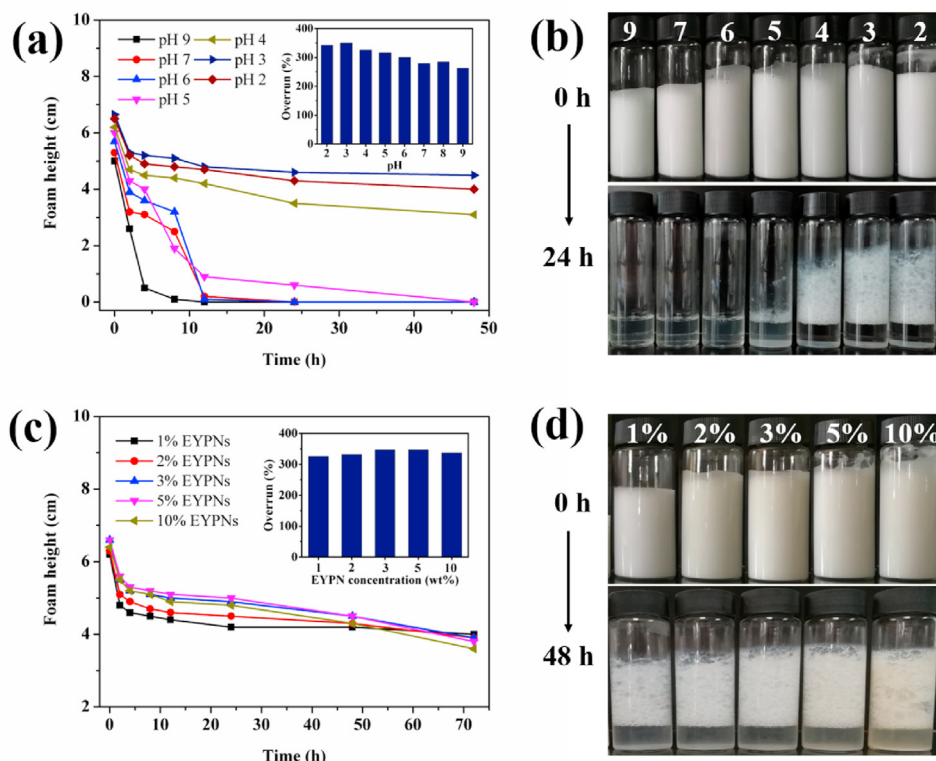 (a)
10
8
6
4
2
0
Foam height (cm)
0 10 20 30 40 50
Time (h)
pH 9 pH 4
pH 7 pH 3
pH 6 pH 2
pH 5
400
300
200
100
0
Overrun (%)
2 3 4 5 6 7 8 9
pH
(b)
9 7 6 5 4 3 2
0 h
24 h
(c)
10
8
6
4
2
Foam height (cm)
0 10 20 30 40 50 60 70
Time (h)
1% EYPNs
2% EYPNs
3% EYPNs
5% EYPNs
10% EYPNs
400
300
200
100
0
Overrun (%)
1 2 3 5 10
EYPN concentration (wt%)
(d)
1% 2% 3% 5% 10%
0 h
48 h